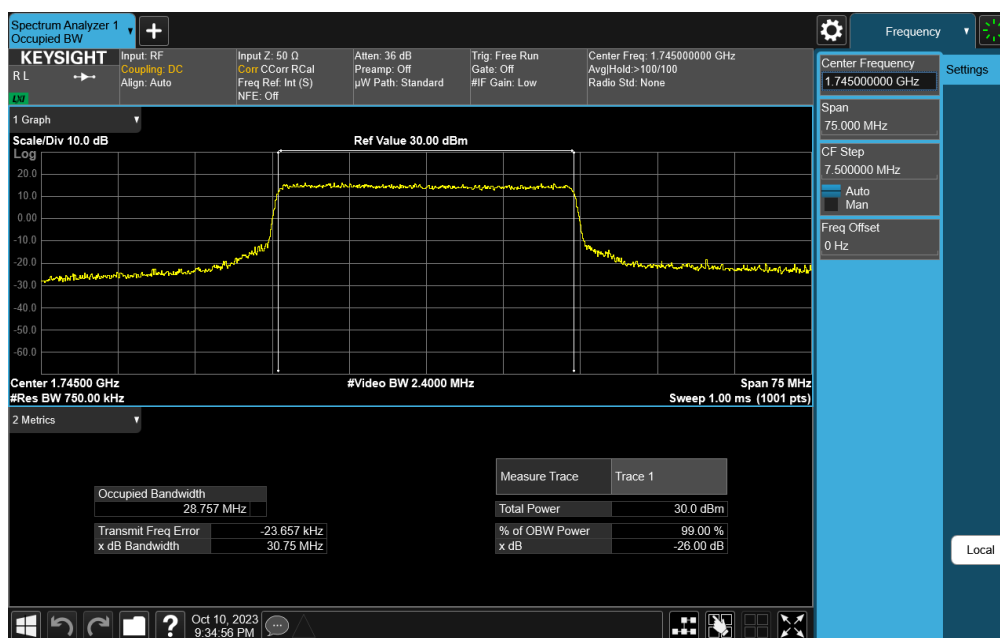 Spectrum Analyzer 1
Occupied BW
Frequency
KEYSIGHT
R L
LXI
Input: RF
Coupling: DC
Align: Auto
Input Z: 50 Ω
Corr CCorr RCal
Freq Ref: Int (S)
NFE: Off
Atten: 36 dB
Preamp: Off
µW Path: Standard
Trig: Free Run
Gate: Off
#IF Gain: Low
Center Freq: 1.745000000 GHz
Avg|Hold:>100/100
Radio Std: None
Center Frequency
1.745000000 GHz
Settings
Span
75.000 MHz
CF Step
7.500000 MHz
Auto
Man
Freq Offset
0 Hz
Local
1 Graph
Scale/Div 10.0 dB
Ref Value 30.00 dBm
Log
20.0
10.0
0.00
-10.0
-20.0
-30.0
-40.0
-50.0
-60.0
Center 1.74500 GHz
#Video BW 2.4000 MHz
Span 75 MHz
#Res BW 750.00 kHz
Sweep 1.00 ms (1001 pts)
2 Metrics
Measure Trace Trace 1
Occupied Bandwidth
28.757 MHz
Total Power 30.0 dBm
Transmit Freq Error -23.657 kHz
% of OBW Power 99.00 %
x dB Bandwidth 30.75 MHz
x dB -26.00 dB
Oct 10, 2023
9:34:56 PM